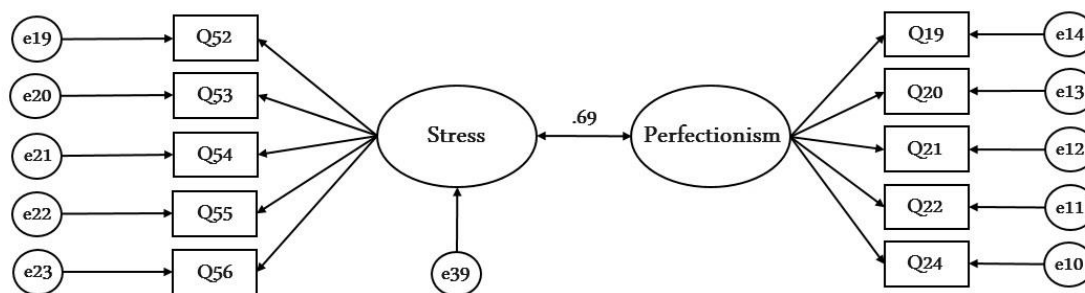 e19
Q52
e20
Q53
e21
Q54
e22
Q55
e23
Q56
Stress
e39
.69
Perfectionism
Q19
e14
Q20
e13
Q21
e12
Q22
e11
Q24
e10